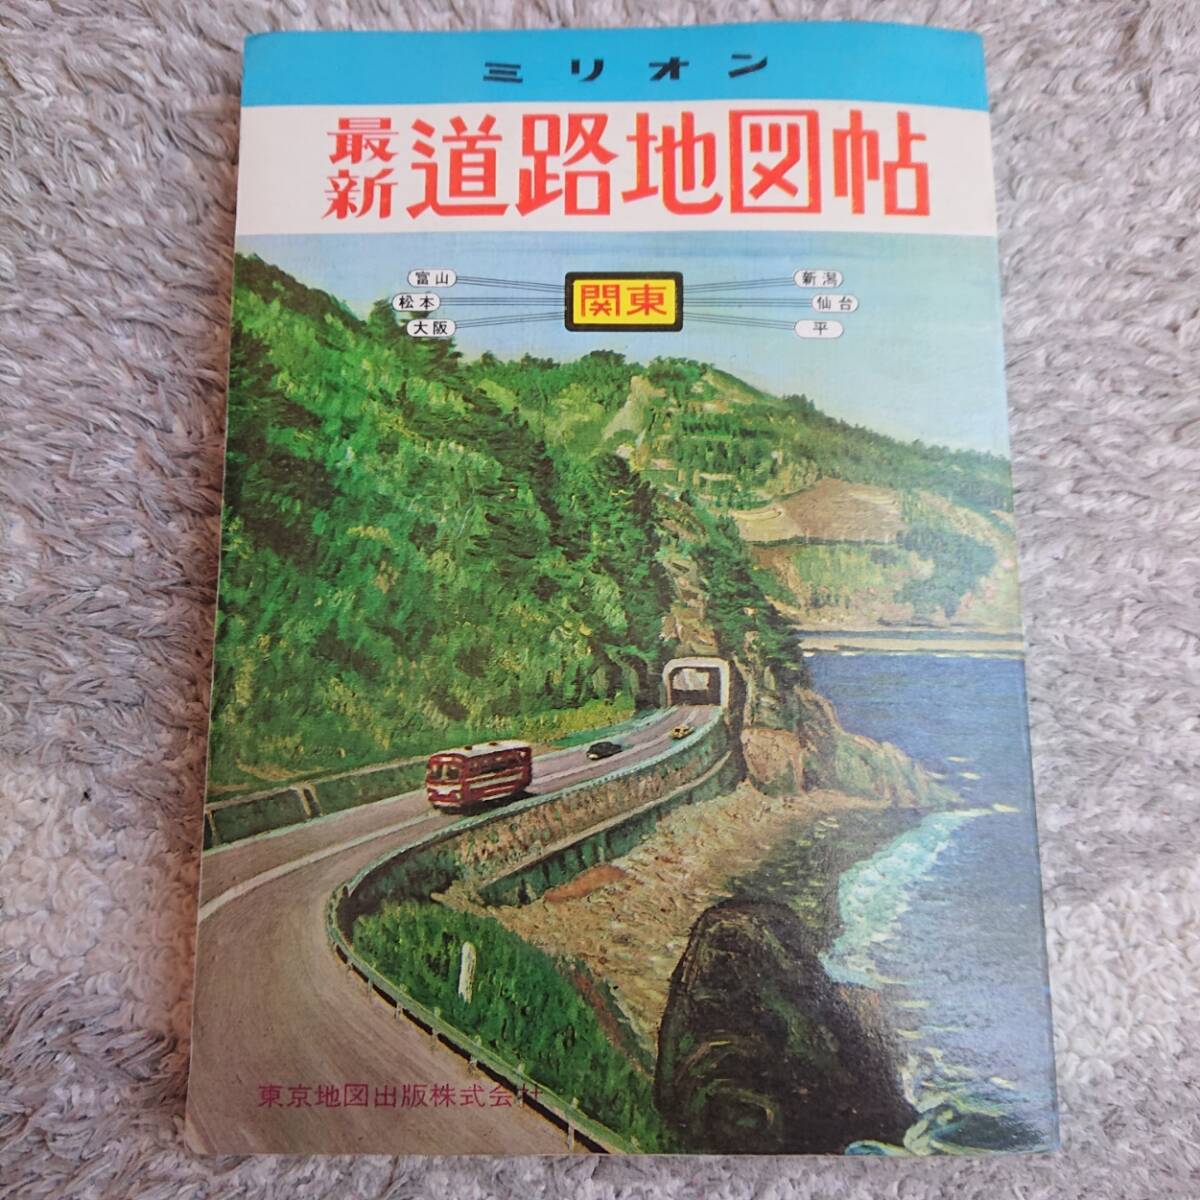 ミリオン
最新 道路地図帖
富山
松本
大阪
関東
新潟
仙台
平
東京地図出版株式会社